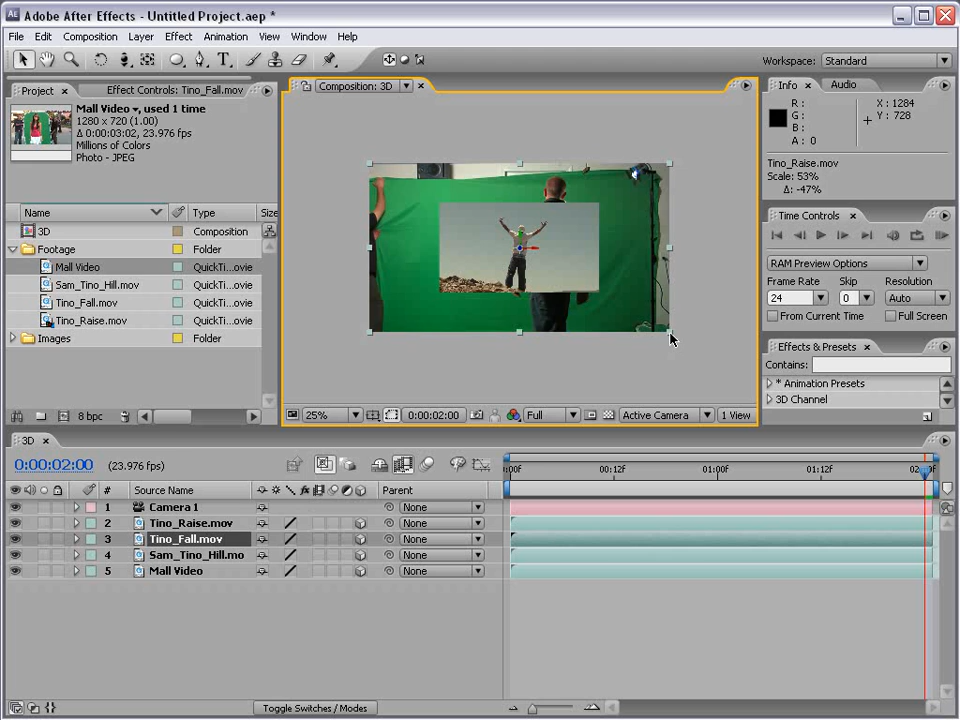 Adobe After Effects - Untitled Project.aep *
File Edit Composition Layer Effect Animation View Window Help
Workspace: Standard
Project × Effect Controls: Tino_Fall.mov
Mall Video, used 1 time
1280 x 720 (1.00)
Δ 0:00:03:02, 23.976 fps
Millions of Colors
Photo - JPEG
Name Type Size
3D Composition
Footage Folder
Mall Video QuickTi...ovie
Sam_Tino_Hill.mov QuickTi...ovie
Tino_Fall.mov QuickTi...ovie
Tino_Raise.mov QuickTi...ovie
Images Folder
8 bpc
Composition: 3D
25% 0:00:02:00 Full Active Camera 1 View
Info × Audio
R : X : 1284
G : Y : 728
B :
A : 0
Tino_Raise.mov
Scale: 53%
Δ: -47%
Time Controls ×
RAM Preview Options
Frame Rate Skip Resolution
24 0 Auto
From Current Time Full Screen
Effects & Presets ×
Contains:
* Animation Presets
3D Channel
3D ×
0:00:02:00 (23.976 fps)
:00f 00:12f 01:00f 01:12f
# Source Name Parent
1 Camera 1 None
2 Tino_Raise.mov None
3 Tino_Fall.mov None
4 Sam_Tino_Hill.mo None
5 Mall Video None
Toggle Switches / Modes